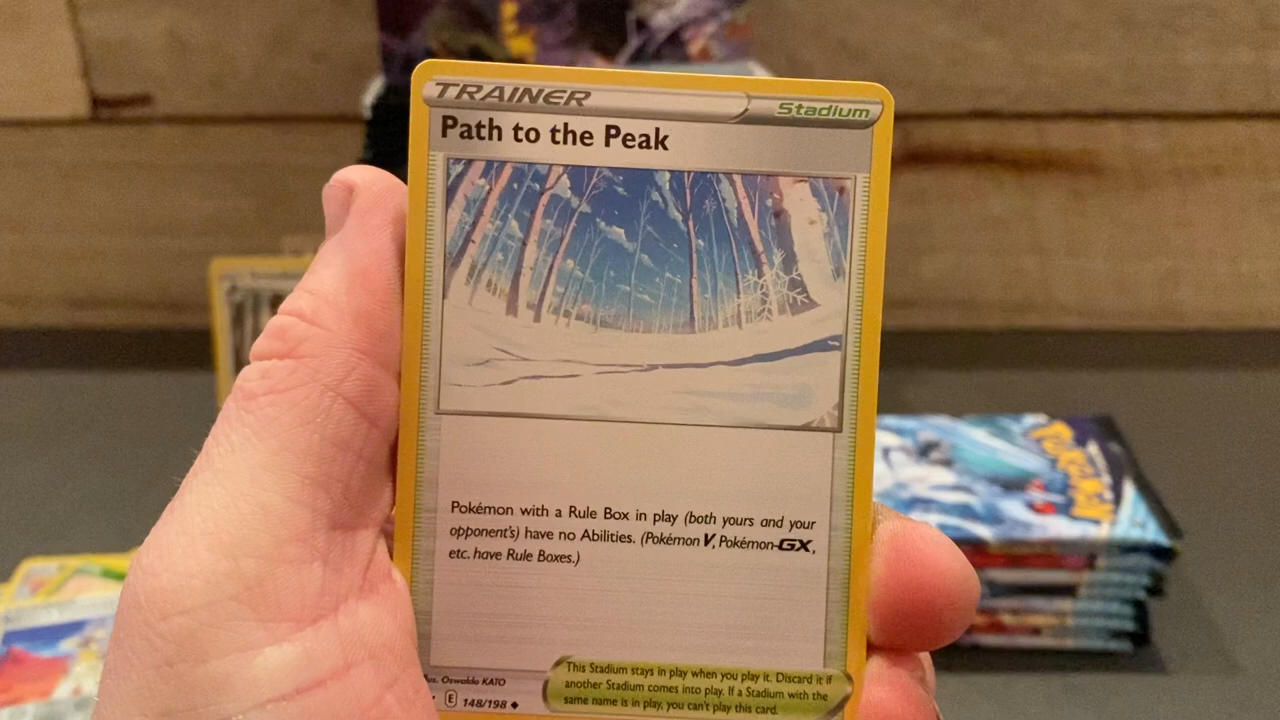 TRAINER
Stadium
Path to the Peak
Pokémon with a Rule Box in play (both yours and your
opponent's) have no Abilities. (Pokémon V, Pokémon-GX,
etc. have Rule Boxes.)
This Stadium stays in play when you play it. Discard it if
another Stadium comes into play. If a Stadium with the
same name is in play, you can't play this card.
Oswaldo KATO
E 148/198
POKÉMON